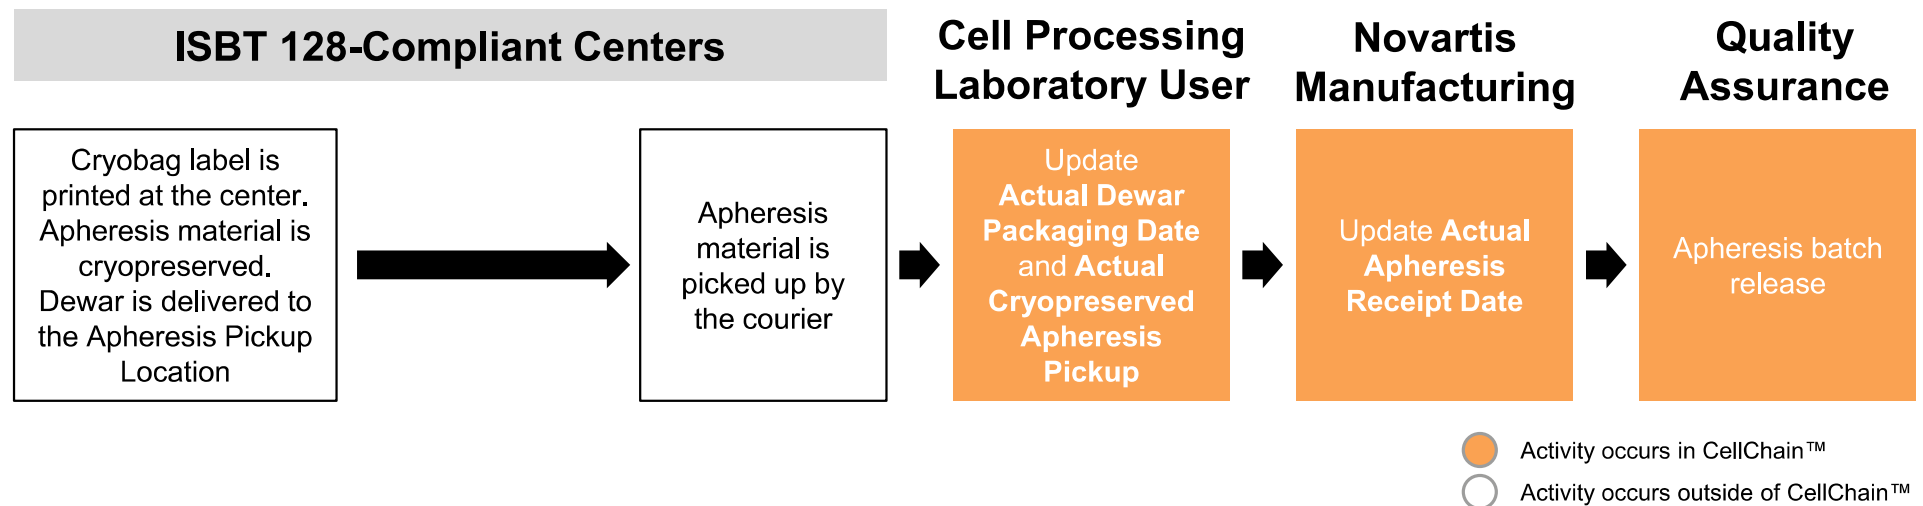 ISBT 128-Compliant Centers
Cell Processing
Laboratory User
Novartis
Manufacturing
Quality
Assurance
Cryobag label is
printed at the center.
Apheresis material is
cryopreserved.
Dewar is delivered to
the Apheresis Pickup
Location
Apheresis
material is
picked up by
the courier
Update
Actual Dewar
Packaging Date
and Actual
Cryopreserved
Apheresis
Pickup
Update Actual
Apheresis
Receipt Date
Apheresis batch
release
Activity occurs in CellChain™
Activity occurs outside of CellChain™